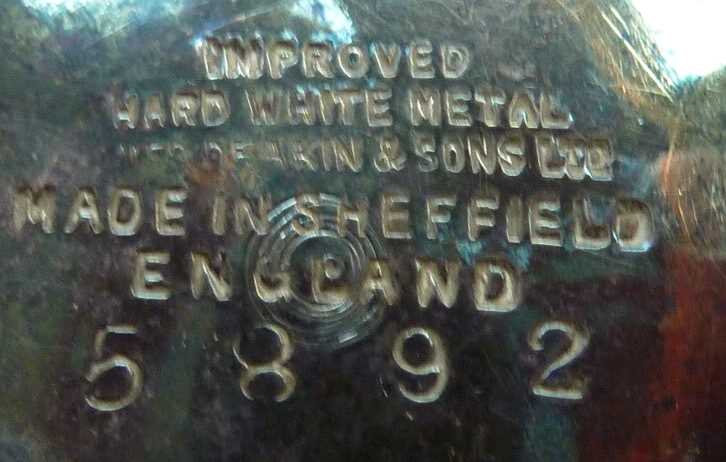 IMPROVED
HARD WHITE METAL
DEAKIN & SONS LTD
MADE IN SHEFFIELD
ENGLAND
5892